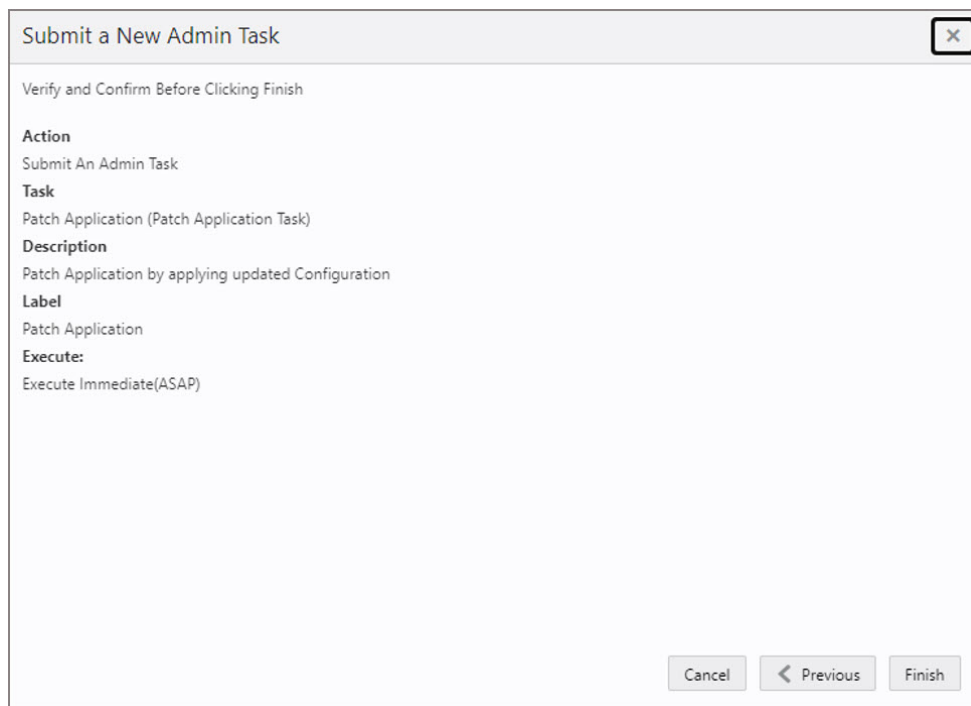 Submit a New Admin Task
Verify and Confirm Before Clicking Finish
Action
Submit An Admin Task
Task
Patch Application (Patch Application Task)
Description
Patch Application by applying updated Configuration
Label
Patch Application
Execute:
Execute Immediate(ASAP)
Cancel
Previous
Finish